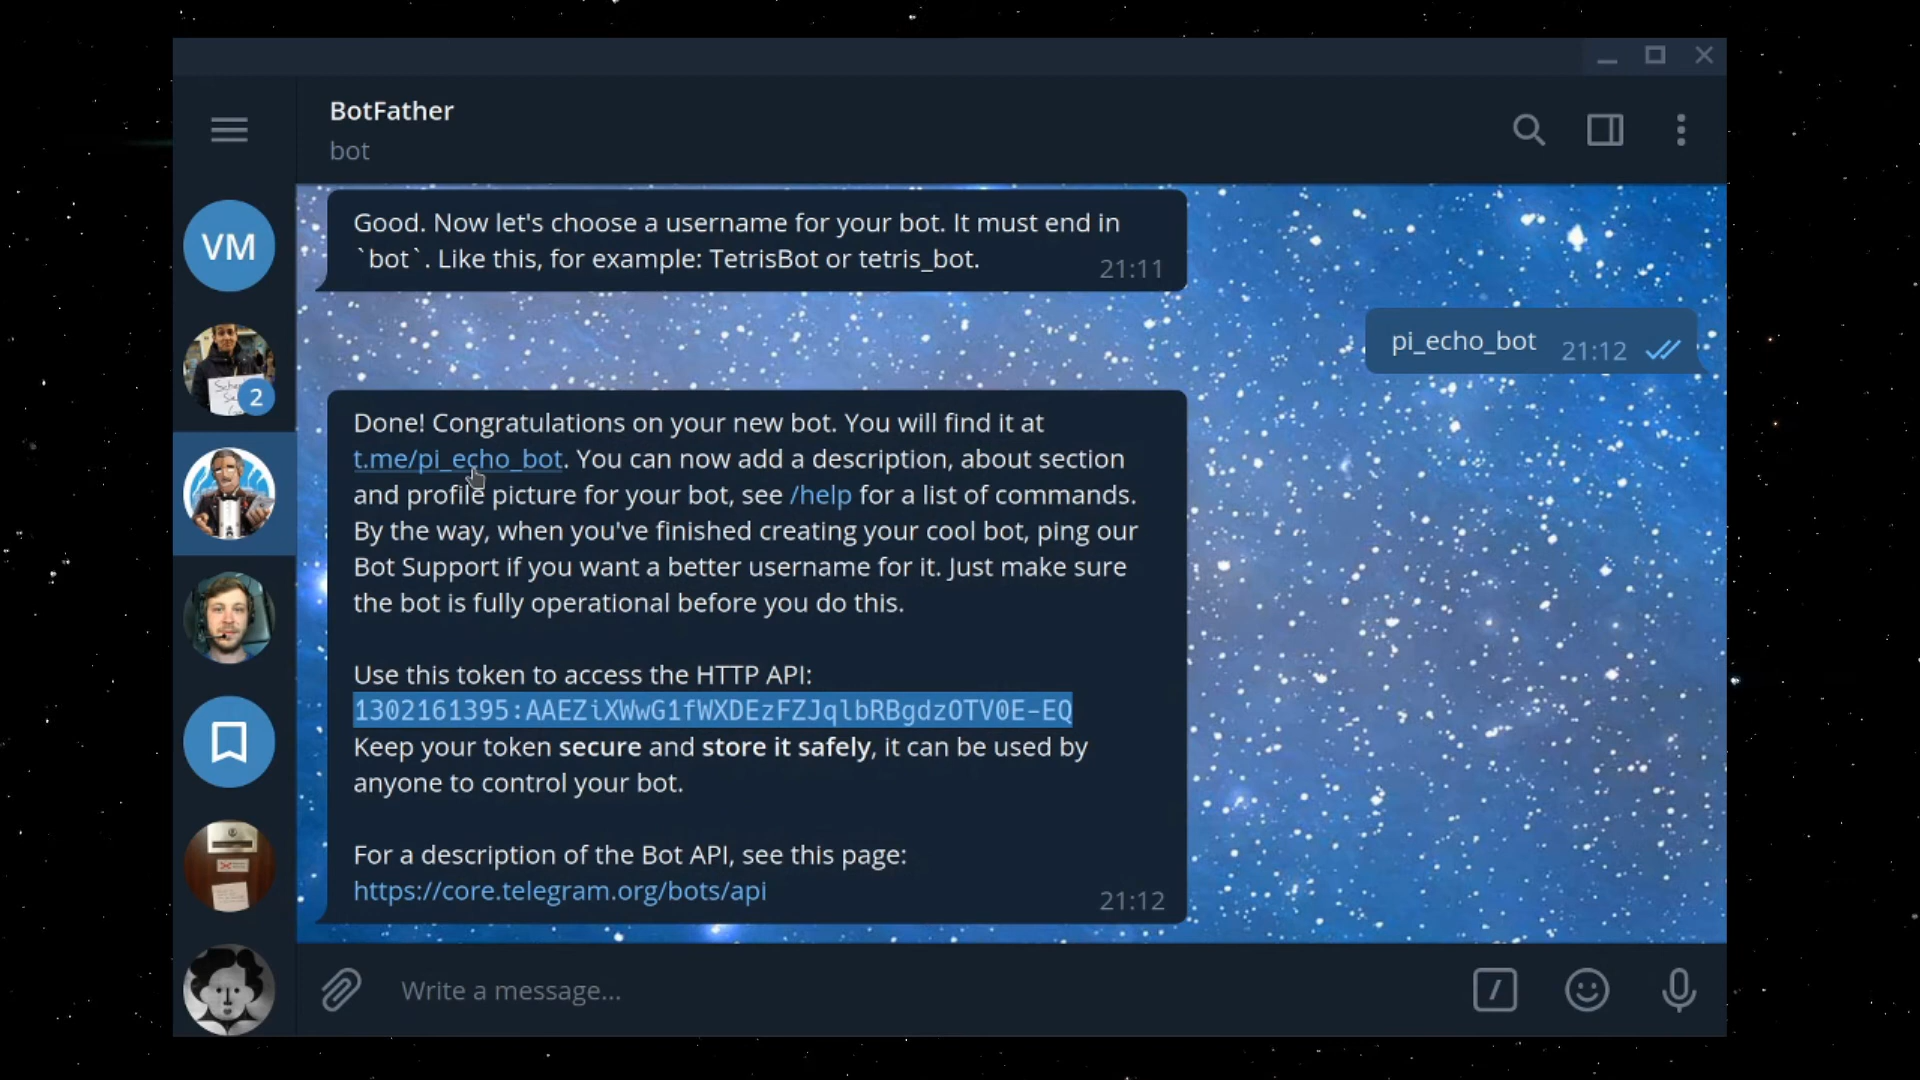 BotFather
bot
VM
2
Good. Now let's choose a username for your bot. It must end in
`bot`. Like this, for example: TetrisBot or tetris_bot.
21:11
pi_echo_bot
21:12
Done! Congratulations on your new bot. You will find it at
t.me/pi_echo_bot. You can now add a description, about section
and profile picture for your bot, see /help for a list of commands.
By the way, when you've finished creating your cool bot, ping our
Bot Support if you want a better username for it. Just make sure
the bot is fully operational before you do this.
Use this token to access the HTTP API:
1302161395:AAEZiXWwG1fWXDEzFZJqlbRBgdzOTV0E-EQ
Keep your token secure and store it safely, it can be used by
anyone to control your bot.
For a description of the Bot API, see this page:
https://core.telegram.org/bots/api
21:12
Write a message...